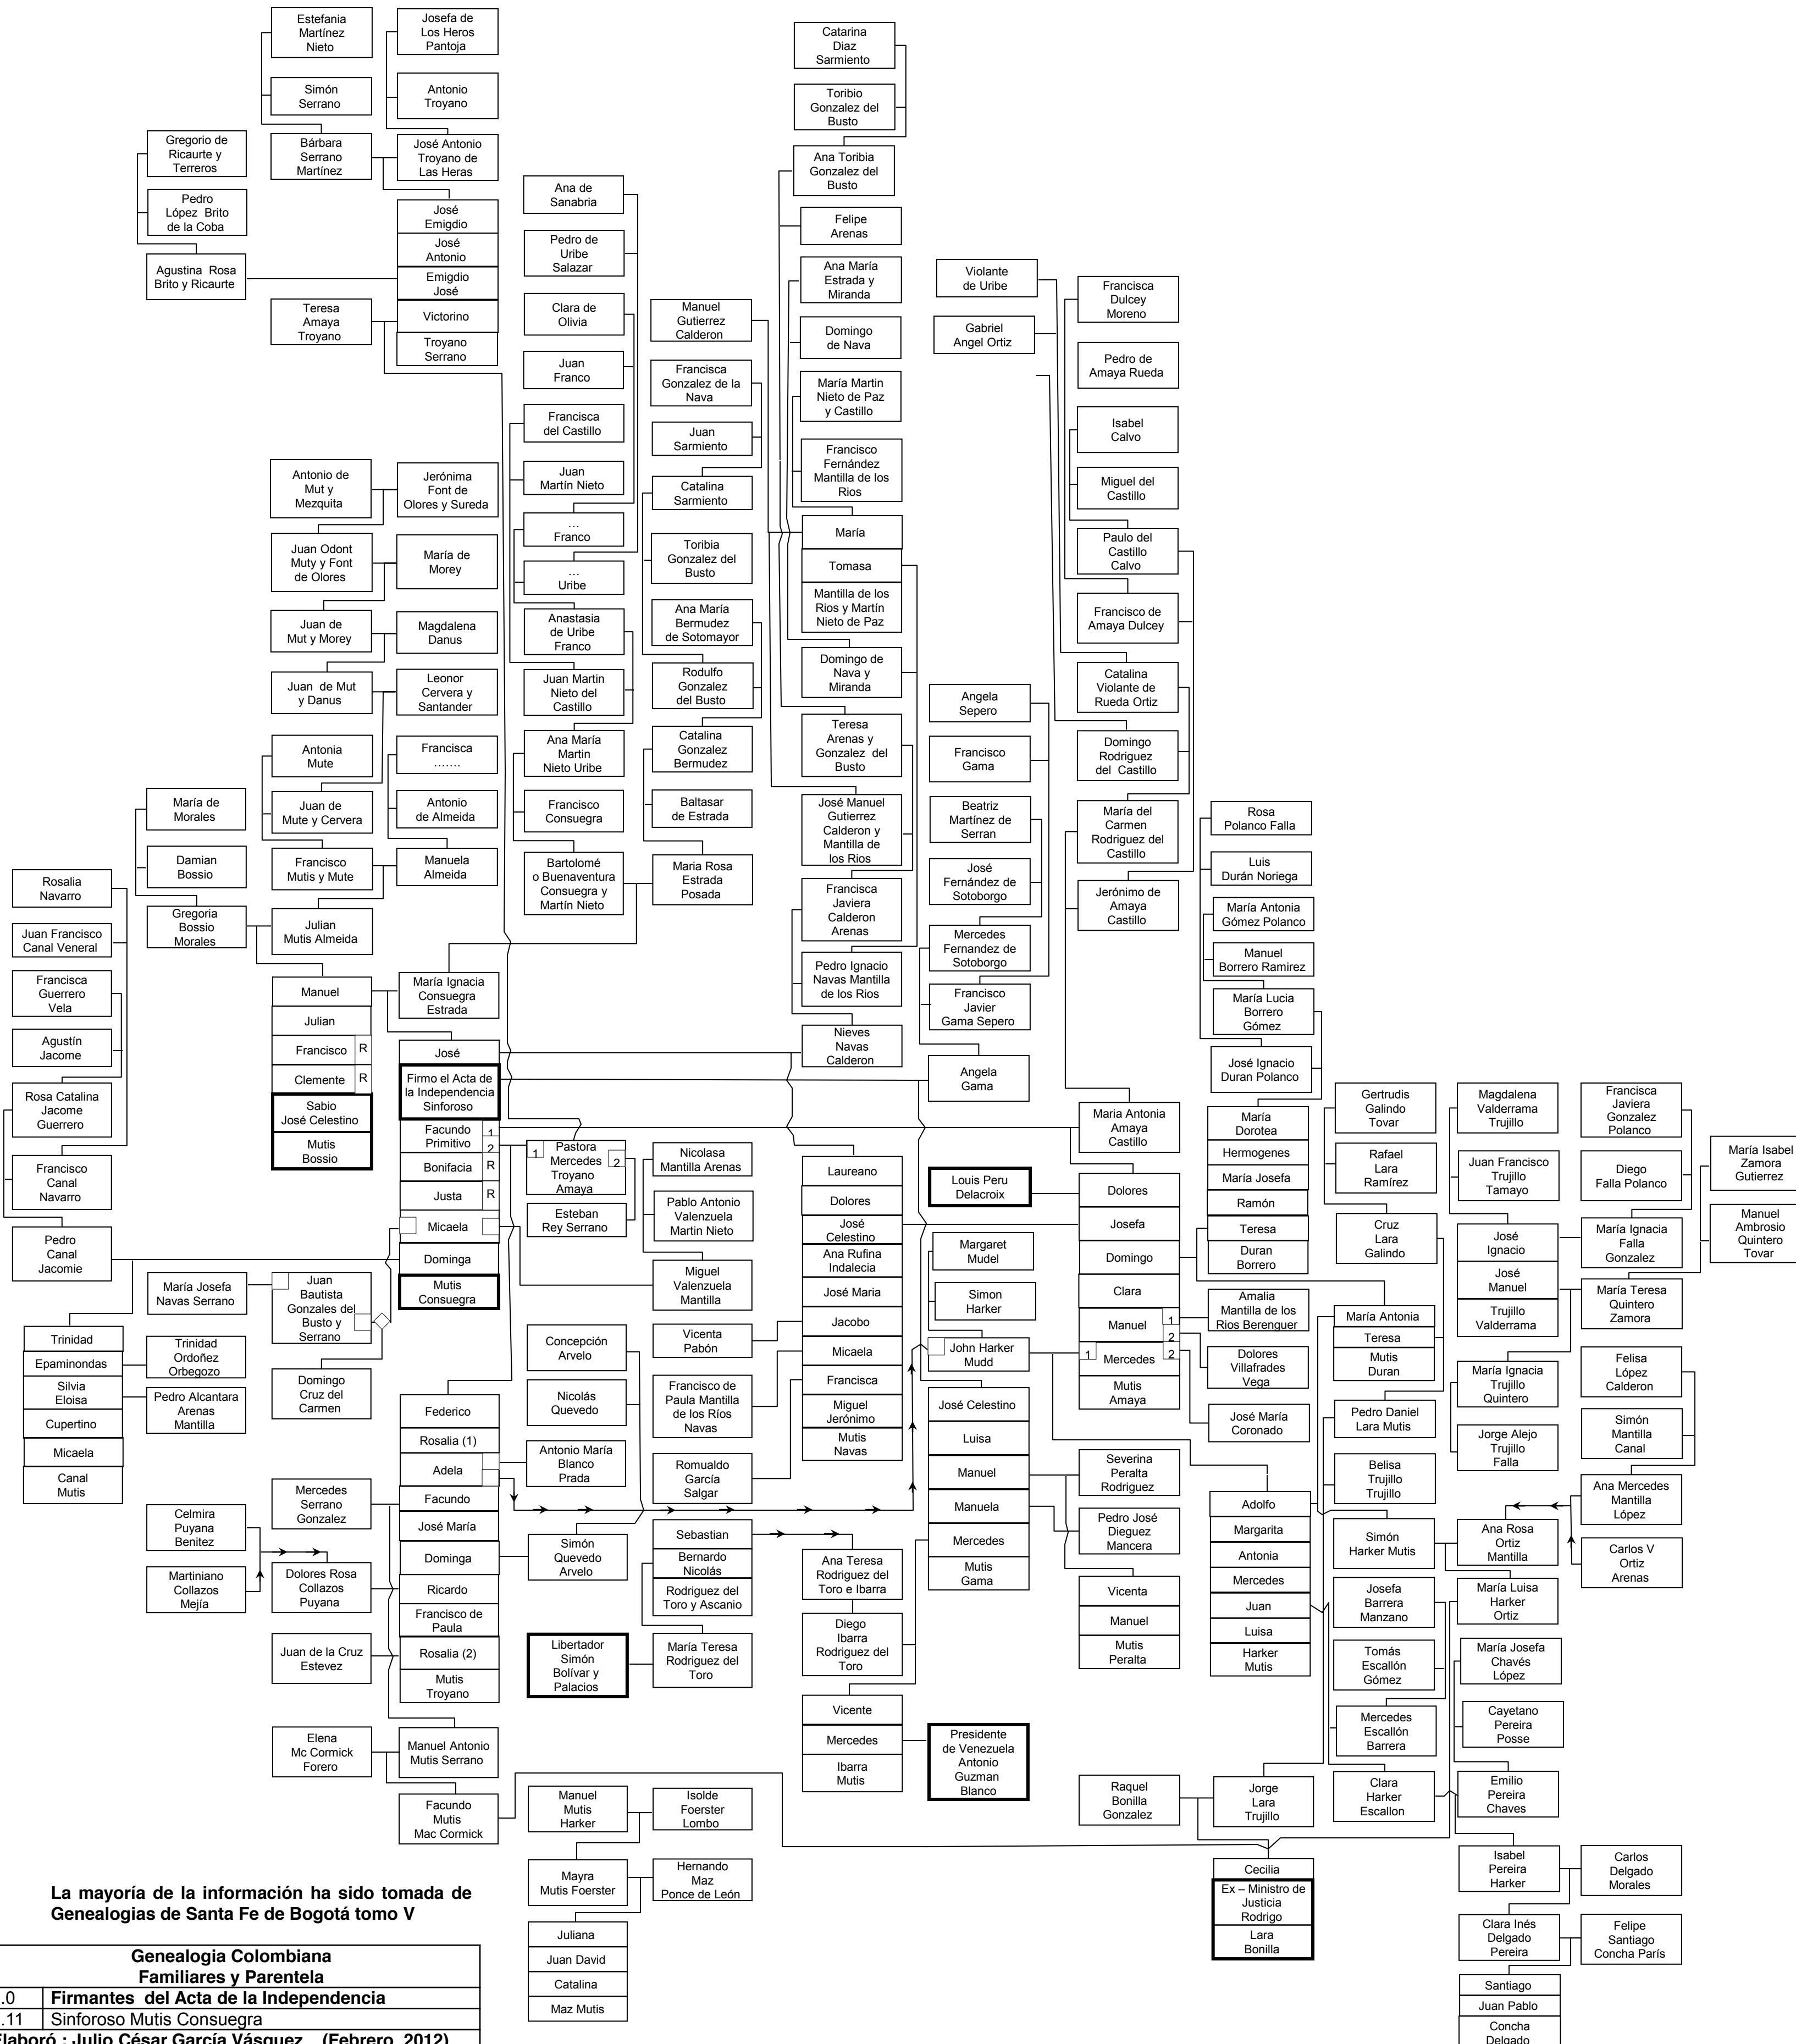 Estefania
Martínez
Nieto
Josefa de
Los Heros
Pantoja
Simón
Serrano
Antonio
Troyano
Gregorio de
Ricaurte y
Terreros
Bárbara
Serrano
Martínez
José Antonio
Troyano de
Las Heras
Pedro
López Brito
de la Coba
José
Emigdio
José
Antonio
Agustina Rosa
Brito y Ricaurte
Emigdio
José
Teresa
Amaya
Troyano
Victorino
Troyano
Serrano
Antonio de
Mut y
Mezquita
Jerónima
Font de
Olores y Sureda
Juan Odont
Muty y Font
de Olores
María de
Morey
Juan de
Mut y Morey
Magdalena
Danus
Juan de Mut
y Danus
Leonor
Cervera y
Santander
Antonia
Mute
Francisca
…….
María de
Morales
Juan de
Mute y Cervera
Antonio
de Almeida
Damian
Bossio
Francisco
Mutis y Mute
Manuela
Almeida
Rosalia
Navarro
Gregoria
Bossio
Morales
Julian
Mutis Almeida
Juan Francisco
Canal Veneral
Francisca
Guerrero
Vela
Agustín
Jacome
Rosa Catalina
Jacome
Guerrero
Francisco
Canal
Navarro
Pedro
Canal
Jacomie
Manuel
Julian
Francisco
R
Clemente
R
Sabio
José Celestino
Mutis
Bossio
María Ignacia
Consuegra
Estrada
José
Firmo el Acta de
la Independencia
Sinforoso
Facundo
Primitivo
1
2
Bonifacia
R
Justa
R
Micaela
Dominga
Mutis
Consuegra
Ana de
Sanabria
Pedro de
Uribe
Salazar
Clara de
Olivia
Juan
Franco
Francisca
del Castillo
Juan
Martín Nieto
…
Franco
…
Uribe
Anastasia
de Uribe
Franco
Juan Martin
Nieto del
Castillo
Ana María
Martin
Nieto Uribe
Francisco
Consuegra
Bartolomé
o Buenaventura
Consuegra y
Martín Nieto
Manuel
Gutierrez
Calderon
Francisca
Gonzalez de la
Nava
Juan
Sarmiento
Catalina
Sarmiento
Toribia
Gonzalez del
Busto
Ana María
Bermudez
de Sotomayor
Rodulfo
Gonzalez
del Busto
Catalina
Gonzalez
Bermudez
Baltasar
de Estrada
Maria Rosa
Estrada
Posada
Catarina
Diaz
Sarmiento
Toribio
Gonzalez del
Busto
Ana Toribia
Gonzalez del
Busto
Felipe
Arenas
Ana María
Estrada y
Miranda
Domingo
de Nava
María Martin
Nieto de Paz
y Castillo
Francisco
Fernández
Mantilla de los
Rios
María
Tomasa
Mantilla de los
Rios y Martín
Nieto de Paz
Domingo de
Nava y
Miranda
Teresa
Arenas y
Gonzalez del
Busto
José Manuel
Gutierrez
Calderon y
Mantilla de
los Rios
Francisca
Javiera
Calderon
Arenas
Pedro Ignacio
Navas Mantilla
de los Rios
Nieves
Navas
Calderon
Violante
de Uribe
Gabriel
Angel Ortiz
Francisca
Dulcey
Moreno
Pedro de
Amaya Rueda
Isabel
Calvo
Miguel del
Castillo
Paulo del
Castillo
Calvo
Francisco de
Amaya Dulcey
Catalina
Violante de
Rueda Ortiz
Domingo
Rodriguez
del Castillo
María del
Carmen
Rodriguez del
Castillo
Jerónimo de
Amaya
Castillo
Angela
Sepero
Francisco
Gama
Beatriz
Martínez de
Serran
José
Fernández de
Sotoborgo
Mercedes
Fernandez de
Sotoborgo
Francisco
Javier
Gama Sepero
Angela
Gama
Maria Antonia
Amaya
Castillo
Rosa
Polanco Falla
Luis
Durán Noriega
María Antonia
Gómez Polanco
Manuel
Borrero Ramirez
María Lucia
Borrero
Gómez
José Ignacio
Duran Polanco
María
Dorotea
Hermogenes
María Josefa
Ramón
Teresa
Duran
Borrero
Gertrudis
Galindo
Tovar
Rafael
Lara
Ramírez
Cruz
Lara
Galindo
Magdalena
Valderrama
Trujillo
Juan Francisco
Trujillo
Tamayo
José
Ignacio
José
Manuel
Trujillo
Valderrama
Francisca
Javiera
Gonzalez
Polanco
Diego
Falla Polanco
María Ignacia
Falla
Gonzalez
María Teresa
Quintero
Zamora
María Isabel
Zamora
Gutierrez
Manuel
Ambrosio
Quintero
Tovar
1
Pastora
Mercedes
Troyano
Amaya
2
Esteban
Rey Serrano
Nicolasa
Mantilla Arenas
Pablo Antonio
Valenzuela
Martin Nieto
Miguel
Valenzuela
Mantilla
María Josefa
Navas Serrano
Juan
Bautista
Gonzales del
Busto y
Serrano
Domingo
Cruz del
Carmen
Trinidad
Epaminondas
Silvia
Eloisa
Cupertino
Micaela
Canal
Mutis
Trinidad
Ordoñez
Orbegozo
Pedro Alcantara
Arenas
Mantilla
Laureano
Dolores
José
Celestino
Ana Rufina
Indalecia
José Maria
Jacobo
Micaela
Francisca
Miguel
Jerónimo
Mutis
Navas
Vicenta
Pabón
Francisco de
Paula Mantilla
de los Ríos
Navas
Romualdo
García
Salgar
Louis Peru
Delacroix
Margaret
Mudel
Simon
Harker
John Harker
Mudd
Dolores
Josefa
Domingo
Clara
Manuel
1
2
1
Mercedes
2
Mutis
Amaya
Amalia
Mantilla de los
Rios Berenguer
Dolores
Villafrades
Vega
José María
Coronado
María Antonia
Teresa
Mutis
Duran
Pedro Daniel
Lara Mutis
Belisa
Trujillo
Trujillo
María Ignacia
Trujillo
Quintero
Jorge Alejo
Trujillo
Falla
Felisa
López
Calderon
Simón
Mantilla
Canal
Ana Mercedes
Mantilla
López
Carlos V
Ortiz
Arenas
Concepción
Arvelo
Nicolás
Quevedo
Antonio María
Blanco
Prada
Simón
Quevedo
Arvelo
Federico
Rosalia (1)
Adela
Facundo
José María
Dominga
Ricardo
Francisco de
Paula
Rosalia (2)
Mutis
Troyano
Mercedes
Serrano
Gonzalez
Celmira
Puyana
Benitez
Martiniano
Collazos
Mejía
Dolores Rosa
Collazos
Puyana
Juan de la Cruz
Estevez
Sebastian
Bernardo
Nicolás
Rodriguez del
Toro y Ascanio
María Teresa
Rodriguez del
Toro
Libertador
Simón
Bolívar y
Palacios
Ana Teresa
Rodriguez del
Toro e Ibarra
Diego
Ibarra
Rodriguez del
Toro
Vicente
Mercedes
Ibarra
Mutis
Presidente
de Venezuela
Antonio
Guzman
Blanco
José Celestino
Luisa
Manuel
Manuela
Mercedes
Mutis
Gama
Severina
Peralta
Rodriguez
Pedro José
Dieguez
Mancera
Vicenta
Manuel
Mutis
Peralta
Adolfo
Margarita
Antonia
Mercedes
Juan
Luisa
Harker
Mutis
Simón
Harker Mutis
Ana Rosa
Ortiz
Mantilla
María Luisa
Harker
Ortiz
Josefa
Barrera
Manzano
Tomás
Escallón
Gómez
Mercedes
Escallón
Barrera
María Josefa
Chavés
López
Cayetano
Pereira
Posse
Emilio
Pereira
Chaves
Clara
Harker
Escallon
Elena
Mc Cormick
Forero
Manuel Antonio
Mutis Serrano
Facundo
Mutis
Mac Cormick
Manuel
Mutis
Harker
Isolde
Foerster
Lombo
Mayra
Mutis Foerster
Hernando
Maz
Ponce de León
Juliana
Juan David
Catalina
Maz Mutis
Raquel
Bonilla
Gonzalez
Jorge
Lara
Trujillo
Cecilia
Ex – Ministro de
Justicia
Rodrigo
Lara
Bonilla
Isabel
Pereira
Harker
Carlos
Delgado
Morales
Clara Inés
Delgado
Pereira
Felipe
Santiago
Concha París
Santiago
Juan Pablo
Concha
Delgado
La mayoría de la información ha sido tomada de
Genealogias de Santa Fe de Bogotá tomo V
Genealogia Colombiana
Familiares y Parentela
.0 Firmantes del Acta de la Independencia
.11 Sinforoso Mutis Consuegra
Elaboró : Julio César García Vásquez (Febrero, 2012)